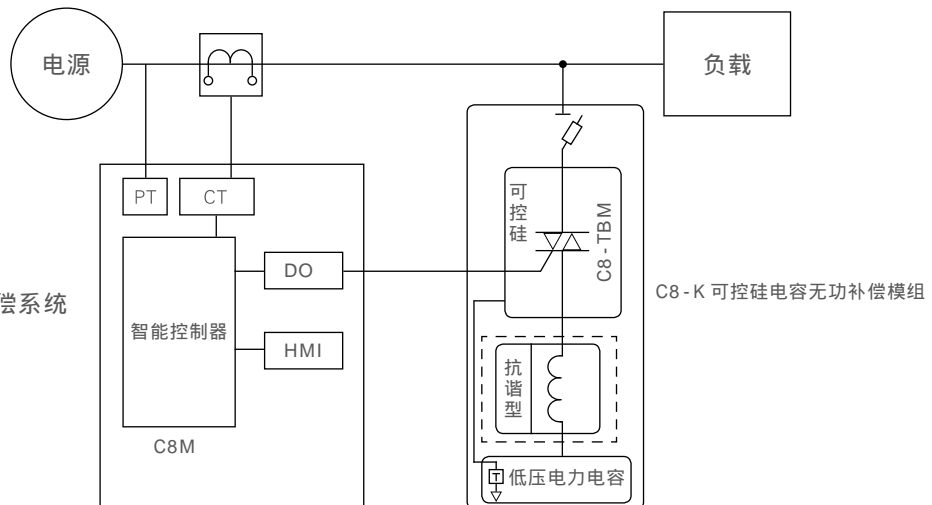 电源
负载
PT
CT
可控硅
C8-TBM
DO
偿系统
C8-K 可控硅电容无功补偿模组
智能控制器
HMI
抗谐型
C8M
T
低压电力电容